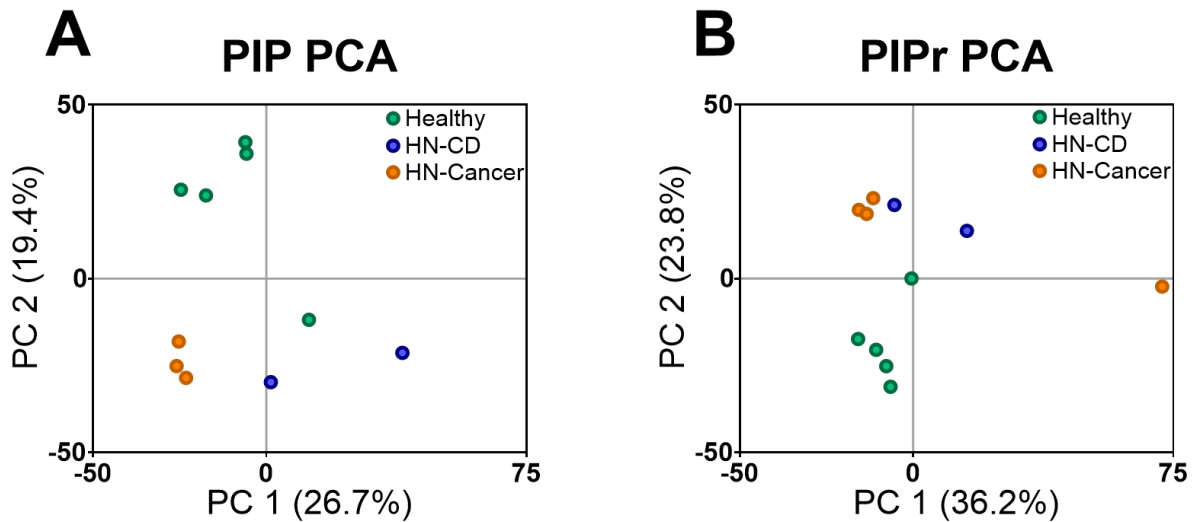 A
PIP PCA
50
0
-50
-50
0
75
PC 2 (19.4%)
PC 1 (26.7%)
Healthy
HN-CD
HN-Cancer
B
PIPr PCA
50
0
-50
-50
0
75
PC 2 (23.8%)
PC 1 (36.2%)
Healthy
HN-CD
HN-Cancer